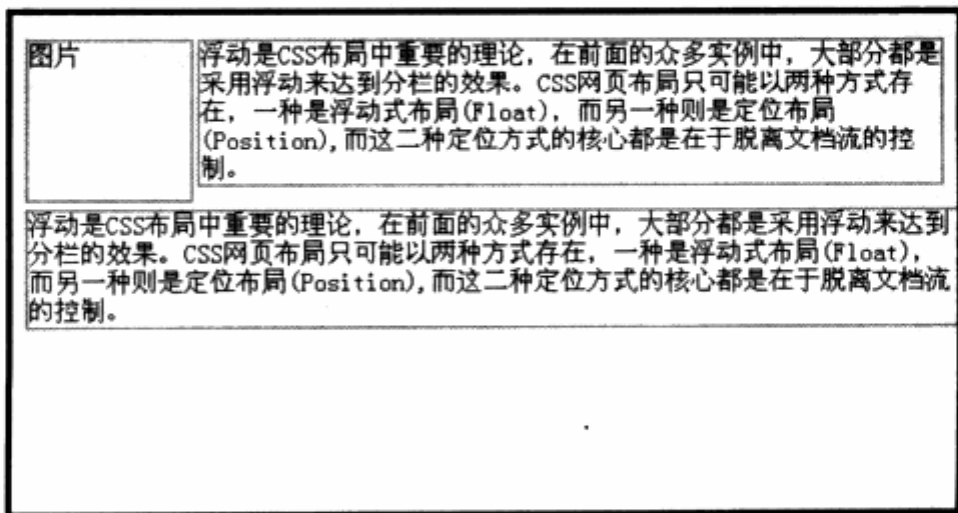 图片
浮动是CSS布局中重要的理论，在前面的众多实例中，大部分都是
采用浮动来达到分栏的效果。CSS网页布局只可能以两种方式存
在，一种是浮动式布局(Float)，而另一种则是定位布局
(Position),而这二种定位方式的核心都是在于脱离文档流的控
制。
浮动是CSS布局中重要的理论，在前面的众多实例中，大部分都是采用浮动来达到
分栏的效果。CSS网页布局只可能以两种方式存在，一种是浮动式布局(Float)，
而另一种则是定位布局(Position),而这二种定位方式的核心都是在于脱离文档流
的控制。